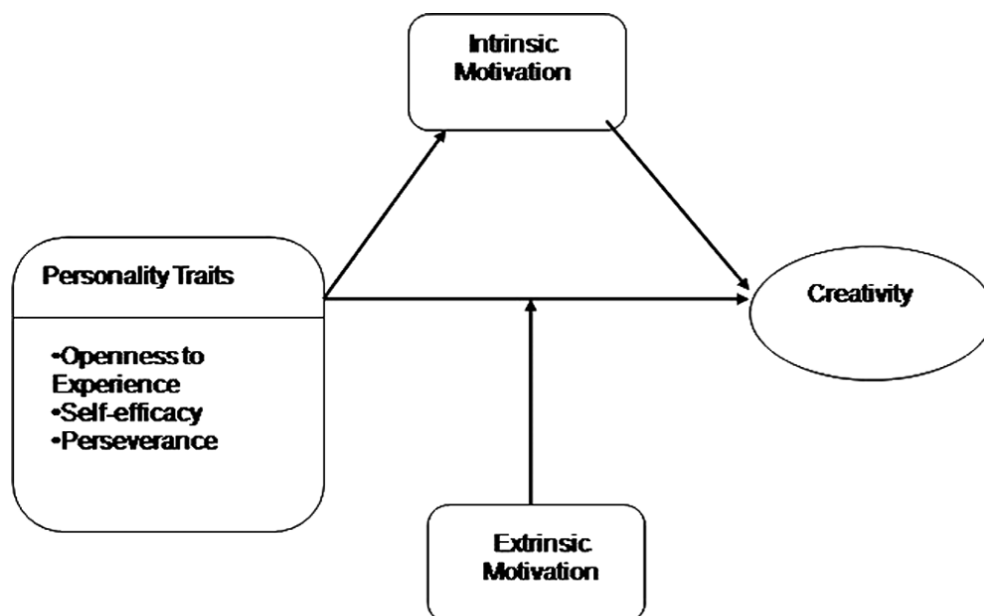 Intrinsic
Motivation
Personality Traits
•Openness to
Experience
•Self-efficacy
•Perseverance
Creativity
Extrinsic
Motivation